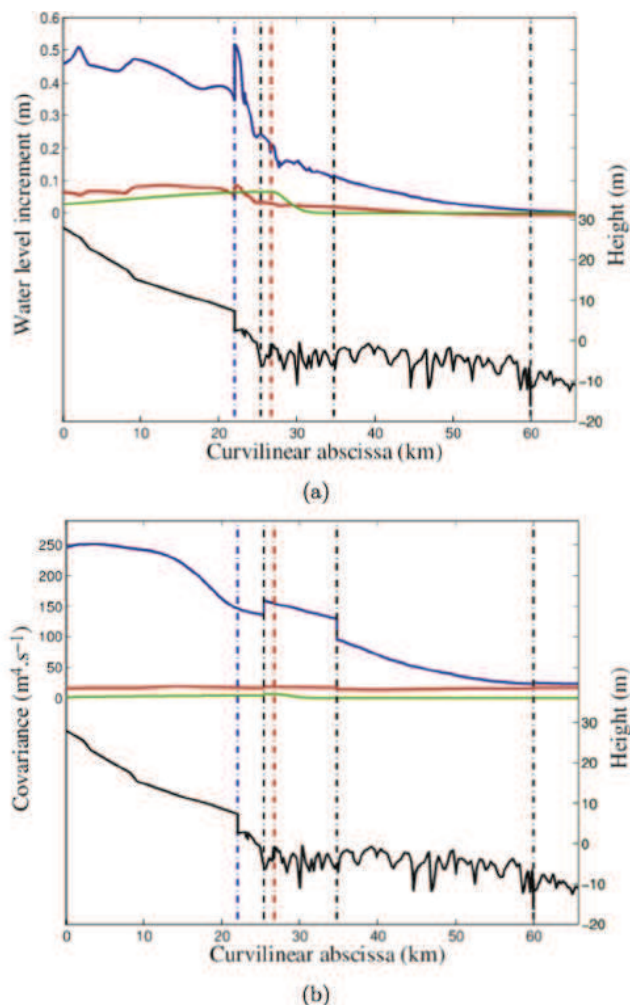 0.6
0.5
0.4
0.3
0.2
0.1
0
Water level increment (m)
30
20
10
0
-10
-20
Height (m)
0 10 20 30 40 50 60
Curvilinear abscissa (km)
(a)
250
200
150
100
50
0
Covariance (m⁴.s⁻¹)
30
20
10
0
-10
-20
Height (m)
0 10 20 30 40 50 60
Curvilinear abscissa (km)
(b)